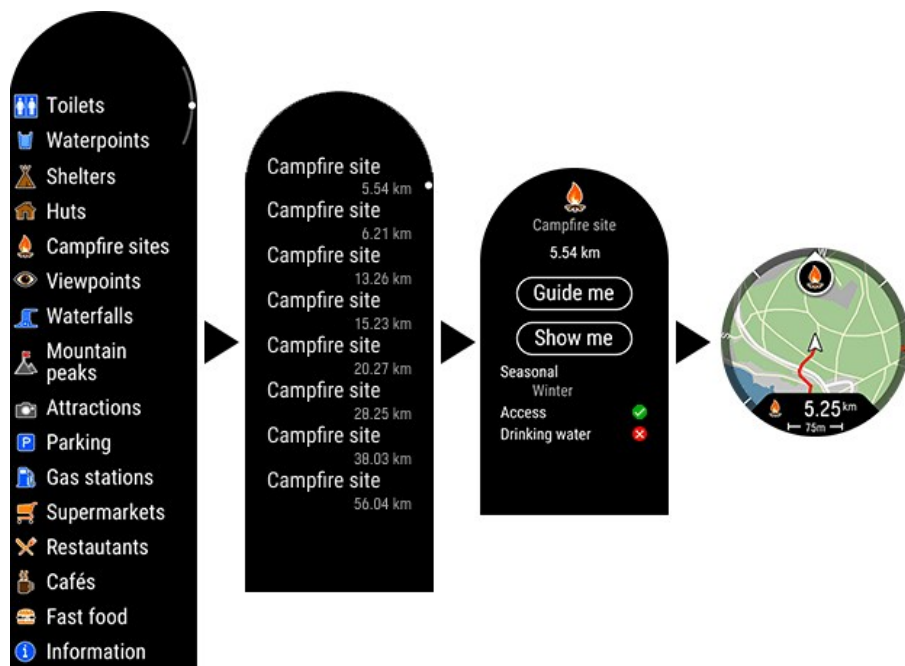 Toilets
Waterpoints
Shelters
Huts
Campfire sites
Viewpoints
Waterfalls
Mountain
peaks
Attractions
P Parking
Gas stations
Supermarkets
Restautants
Cafés
Fast food
i Information
Campfire site
5.54 km
Campfire site
6.21 km
Campfire site
13.26 km
Campfire site
15.23 km
Campfire site
20.27 km
Campfire site
28.25 km
Campfire site
38.03 km
Campfire site
56.04 km
Campfire site
5.54 km
Guide me
Show me
Seasonal
Winter
Access
Drinking water
5.25 km
75m